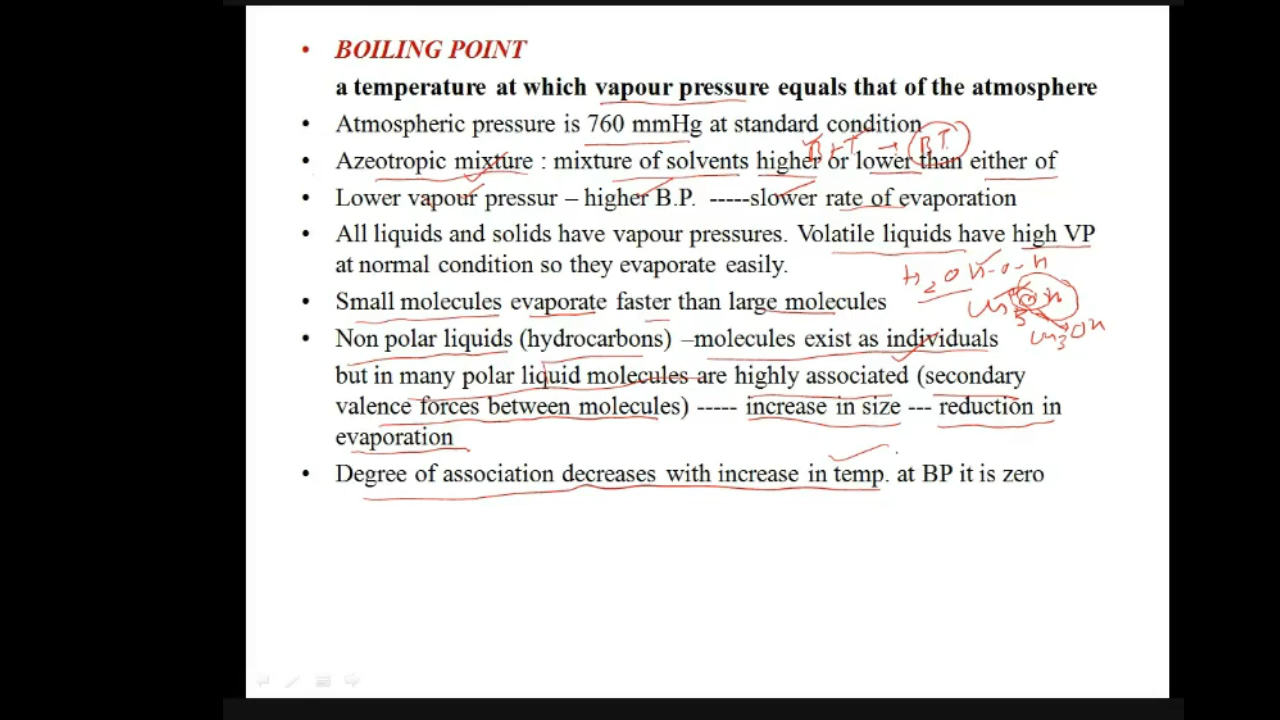 BOILING POINT
a temperature at which vapour pressure equals that of the atmosphere
• Atmospheric pressure is 760 mmHg at standard condition
B + T → BT
• Azeotropic mixture : mixture of solvents higher or lower than either of
• Lower vapour pressur – higher B.P. -----slower rate of evaporation
• All liquids and solids have vapour pressures. Volatile liquids have high VP
at normal condition so they evaporate easily.
H2O H-O-H
• Small molecules evaporate faster than large molecules
CH3OH
• Non polar liquids (hydrocarbons) –molecules exist as individuals
CH3OH
but in many polar liquid molecules are highly associated (secondary
valence forces between molecules) ----- increase in size --- reduction in
evaporation
• Degree of association decreases with increase in temp. at BP it is zero